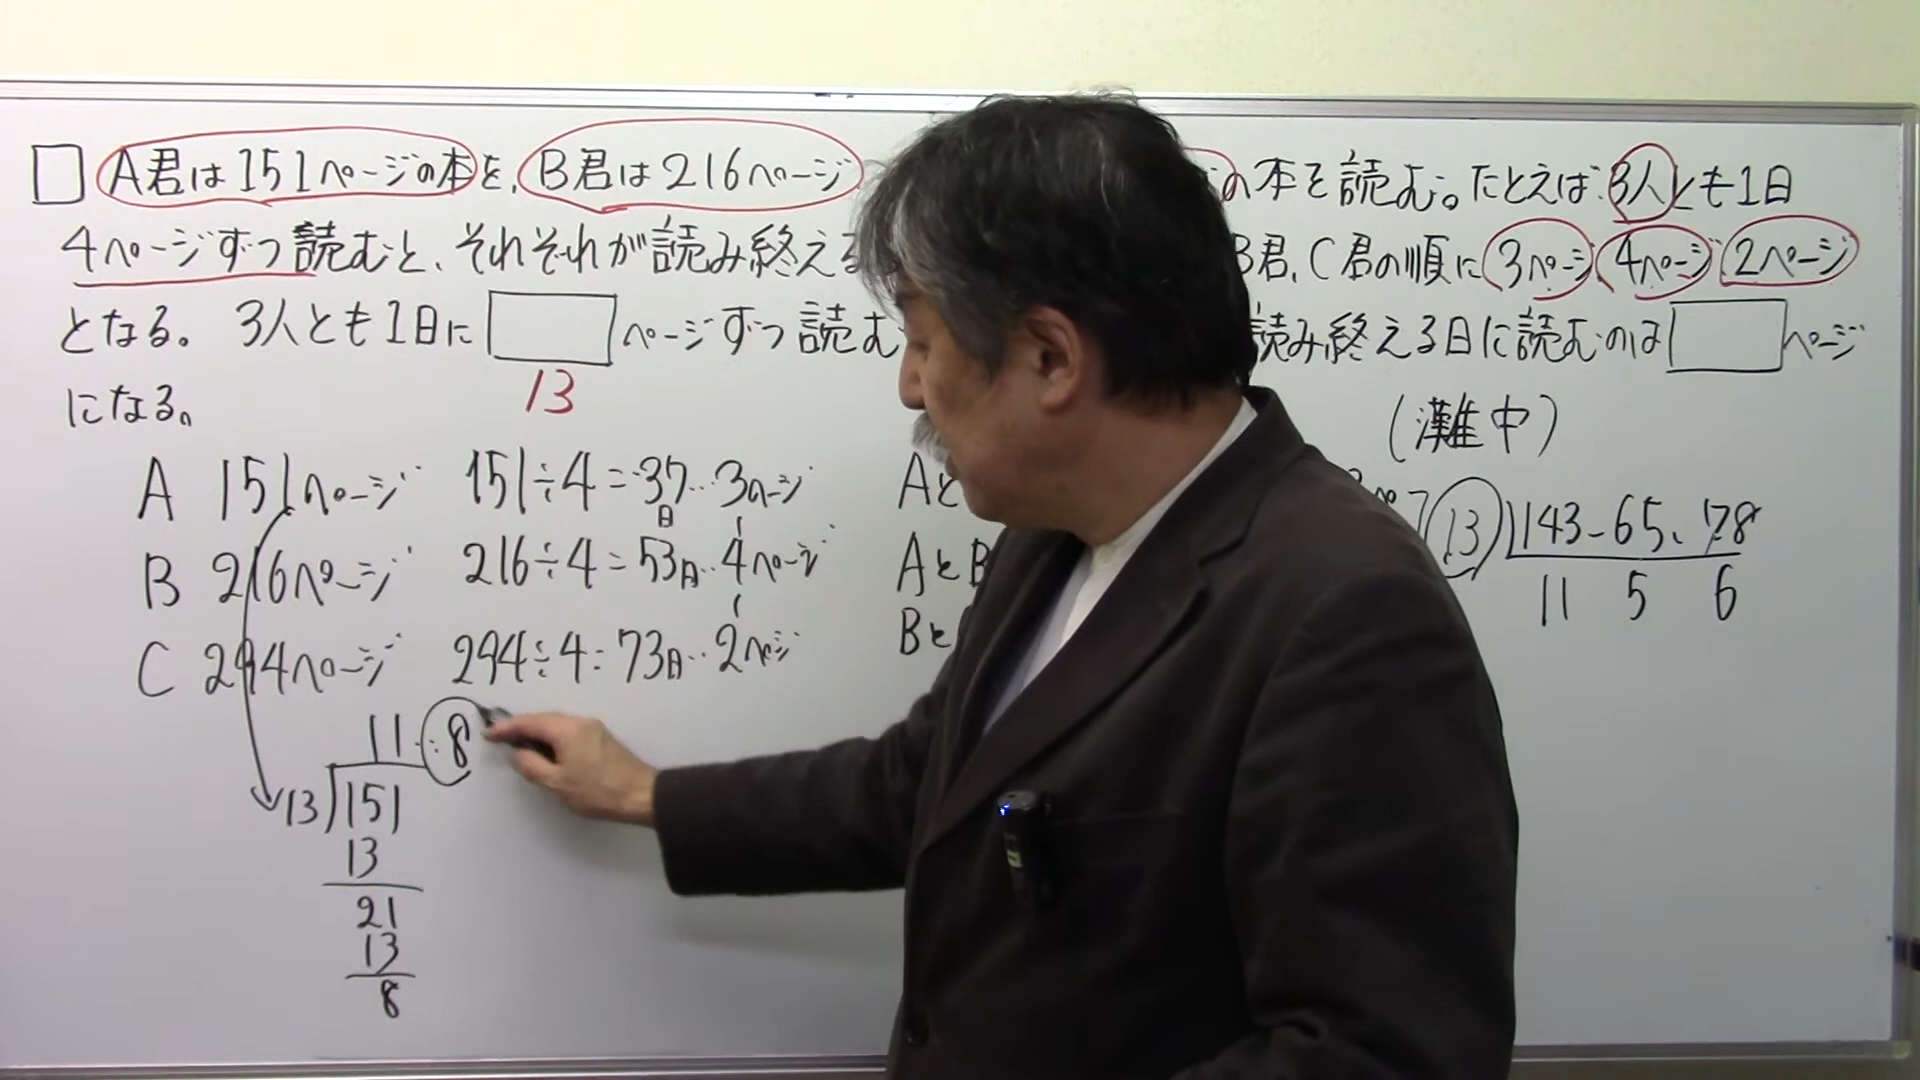 A君は151ページの本を、B君は216ページ の本を読む。たとえば3人とも1日
4ページずつ読むと、それぞれが読み終える B君、C君の順に3ページ、4ページ、2ページ
となる。3人とも1日に□ページずつ読む 読み終える日に読むのは□ページ
13
になる。
(灘中)
A 151ページ 151÷4=37日…3ページ
B 216ページ 216÷4=53日…4ページ
C 294ページ 294÷4=73日…2ページ
Aと
AとB
Bと
13)143-65、78
11 5 6
11…8
13)151
13
21
13
8